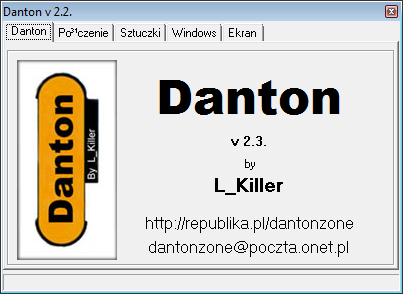 Danton v 2.2.
Danton
Po³¹czenie
Sztuczki
Windows
Ekran
Danton
By L_Killer
Danton
v 2.3.
by
L_Killer
http://republika.pl/dantonzone
dantonzone@poczta.onet.pl